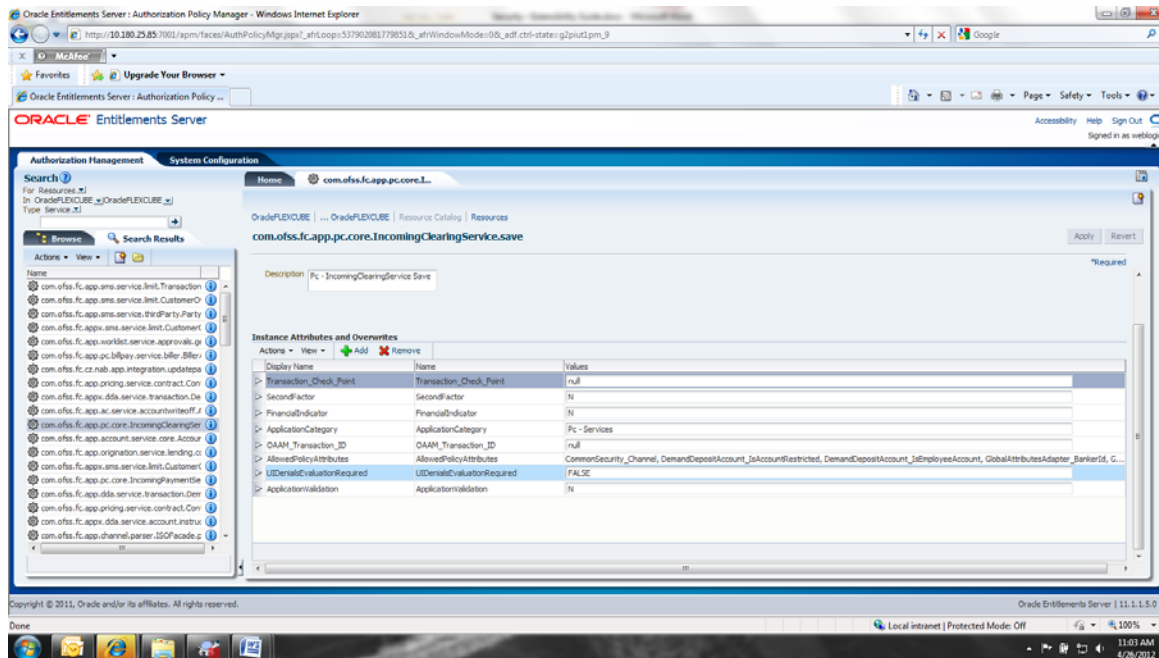 Oracle Entitlements Server : Authorization Policy Manager - Windows Internet Explorer
http://10.180.25.85:7001/apm/faces/AuthPolicyMgr.jspx?_afrLoop=537902081779851&_afrWindowMode=0&_adf.ctrl-state=g2piut1pm_9
Google
McAfee
Favorites Upgrade Your Browser
Oracle Entitlements Server : Authorization Policy ...
Page Safety Tools
ORACLE Entitlements Server
Accessibility Help Sign Out
Signed in as weblogi
Authorization Management System Configuration
Search
For Resources
In OracleFLEXCUBE OracleFLEXCUBE
Type Service
Browse Search Results
Actions View
Name
com.ofss.fc.app.sms.service.limit.Transaction
com.ofss.fc.app.sms.service.limit.CustomerO
com.ofss.fc.app.sms.service.thirdParty.Party
com.ofss.fc.appx.sms.service.limit.Customer(
com.ofss.fc.app.worklist.service.approvals.ge
com.ofss.fc.app.pc.billpay.service.biller.Biller
com.ofss.fc.cz.nab.app.integration.updatepa
com.ofss.fc.app.pricing.service.contract.Con
com.ofss.fc.appx.dda.service.transaction.De
com.ofss.fc.app.ac.service.accountwriteoff.
com.ofss.fc.app.pc.core.IncomingClearingSer
com.ofss.fc.app.account.service.core.Accour
com.ofss.fc.app.origination.service.lending.co
com.ofss.fc.appx.sms.service.limit.Customer(
com.ofss.fc.app.pc.core.IncomingPaymentSe
com.ofss.fc.app.dda.service.transaction.Dem
com.ofss.fc.app.pricing.service.contract.Con
com.ofss.fc.appx.dda.service.account.instruc
com.ofss.fc.app.channel.parser.ISOFacade.p
Home com.ofss.fc.app.pc.core.I...
OracleFLEXCUBE | ... OracleFLEXCUBE | Resource Catalog | Resources
com.ofss.fc.app.pc.core.IncomingClearingService.save
Apply Revert
*Required
Description Pc - IncomingClearingService Save
Instance Attributes and Overwrites
Actions View Add Remove
Display Name Name Values
Transaction_Check_Point Transaction_Check_Point null
SecondFactor SecondFactor N
FinancialIndicator FinancialIndicator N
ApplicationCategory ApplicationCategory Pc - Services
OAAM_Transaction_ID OAAM_Transaction_ID null
AllowedPolicyAttributes AllowedPolicyAttributes CommonSecurity_Channel, DemandDepositAccount_IsAccountRestricted, DemandDepositAccount_IsEmployeeAccount, GlobalAttributesAdapter_BankerId, G...
UIDenialsEvaluationRequired UIDenialsEvaluationRequired FALSE
ApplicationValidation ApplicationValidation N
Copyright © 2011, Oracle and/or its affiliates. All rights reserved.
Oracle Entitlements Server | 11.1.1.5.0
Done
Local intranet | Protected Mode: Off
100%
11:03 AM
4/26/2012